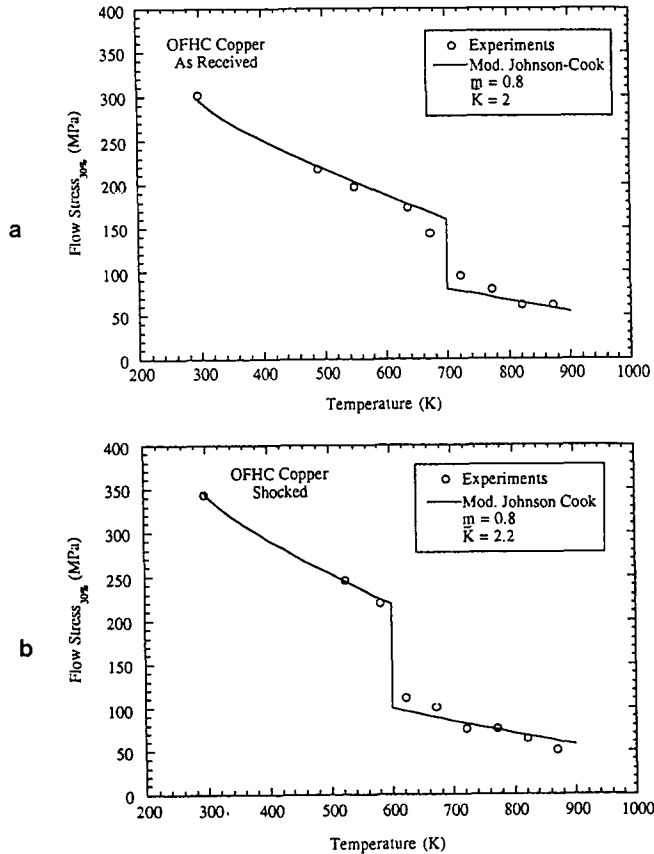 a
OFHC Copper
As Received
Experiments
Mod. Johnson-Cook
m = 0.8
K = 2
Flow Stress30% (MPa)
400
350
300
250
200
150
100
50
0
200 300 400 500 600 700 800 900 1000
Temperature (K)
b
OFHC Copper
Shocked
Experiments
Mod. Johnson Cook
m = 0.8
K = 2.2
Flow Stress30% (MPa)
400
350
300
250
200
150
100
50
0
200 300 400 500 600 700 800 900 1000
Temperature (K)